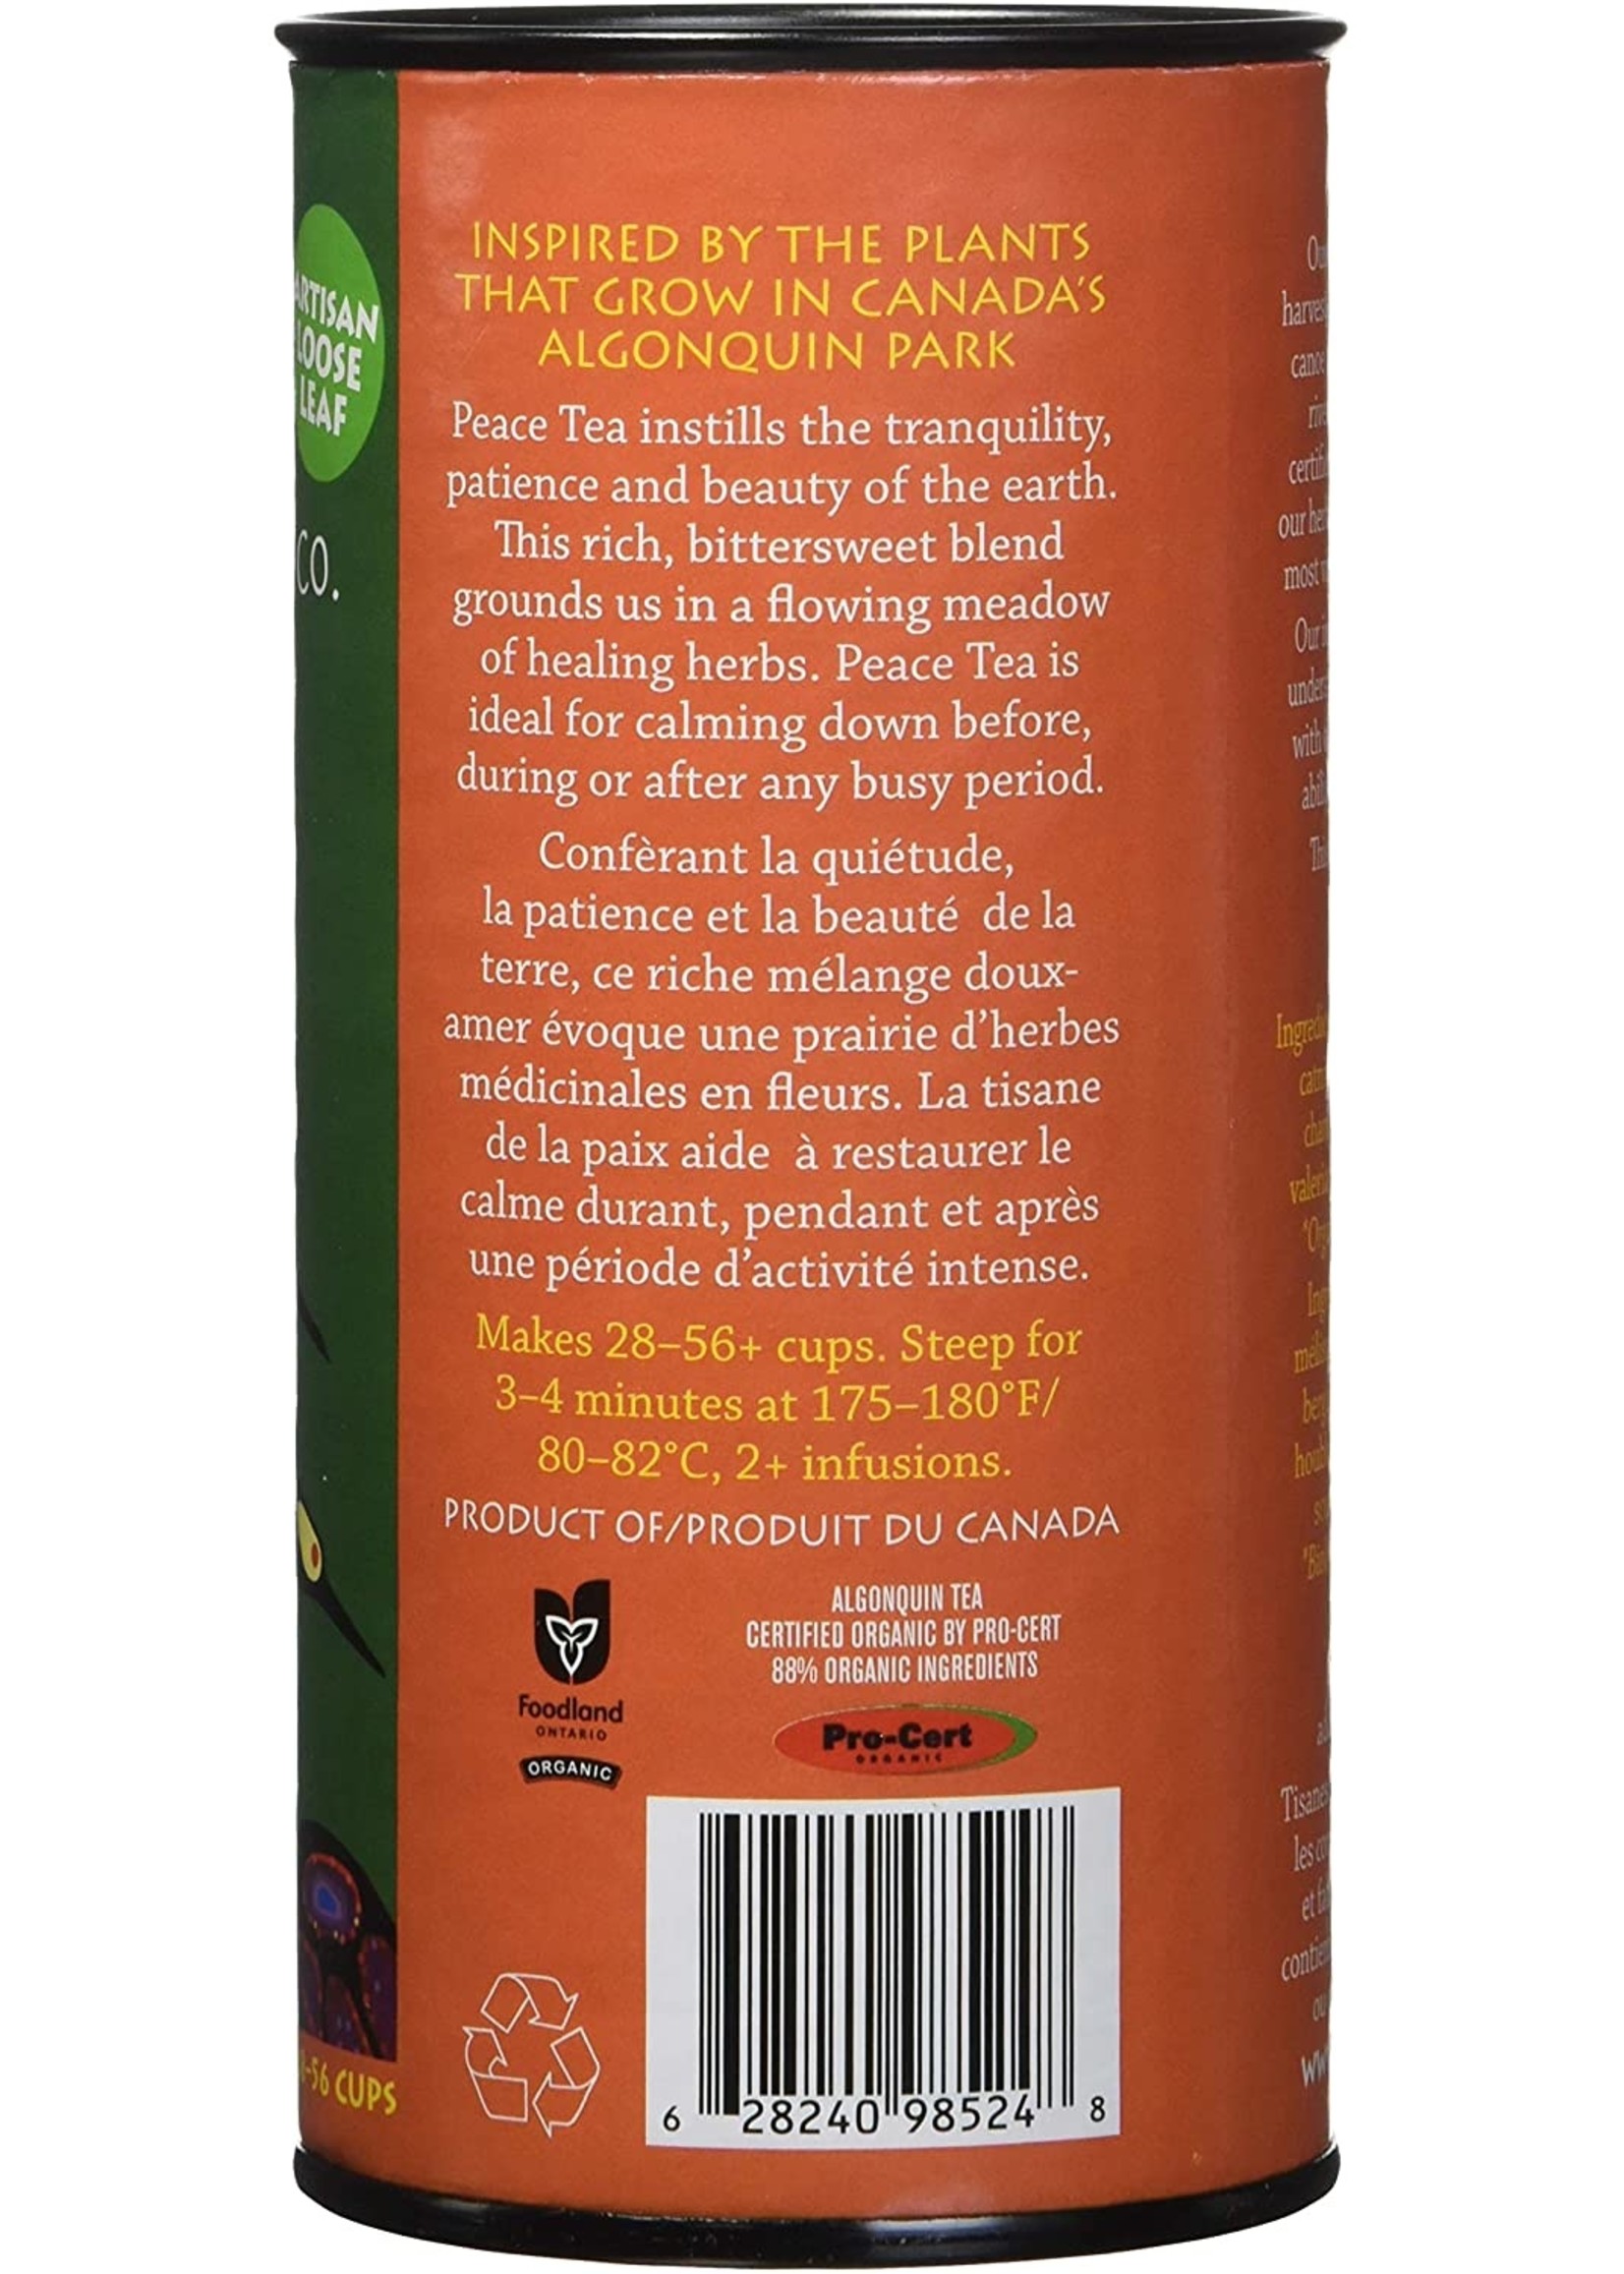 ARTISAN
LOOSE
LEAF
CO.
56 CUPS
INSPIRED BY THE PLANTS
THAT GROW IN CANADA'S
ALGONQUIN PARK
Peace Tea instills the tranquility,
patience and beauty of the earth.
This rich, bittersweet blend
grounds us in a flowing meadow
of healing herbs. Peace Tea is
ideal for calming down before,
during or after any busy period.
Confèrant la quiétude,
la patience et la beauté de la
terre, ce riche mélange doux-
amer évoque une prairie d'herbes
médicinales en fleurs. La tisane
de la paix aide à restaurer le
calme durant, pendant et après
une période d'activité intense.
Makes 28–56+ cups. Steep for
3–4 minutes at 175–180°F/
80–82°C, 2+ infusions.
PRODUCT OF/PRODUIT DU CANADA
Foodland
ONTARIO
ORGANIC
ALGONQUIN TEA
CERTIFIED ORGANIC BY PRO-CERT
88% ORGANIC INGREDIENTS
Pro-Cert
ORGANIC
6 28240 98524 8